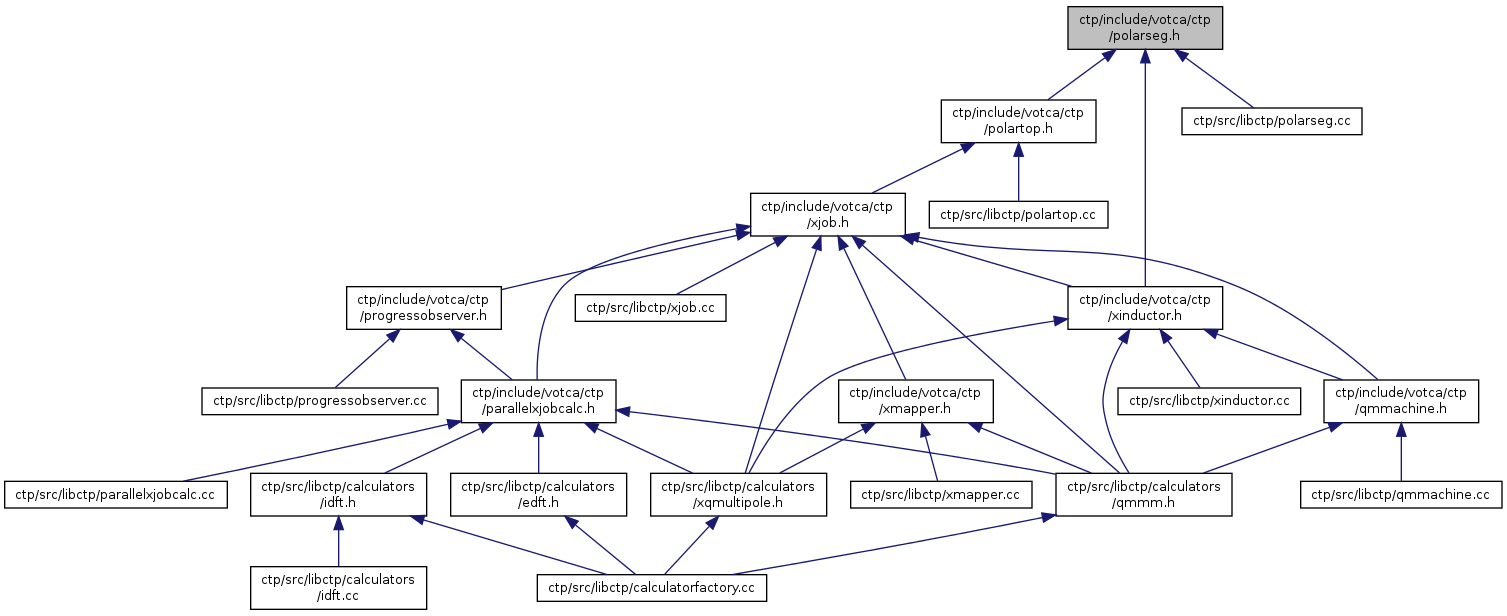 ctp/include/votca/ctp
/polarseg.h
ctp/include/votca/ctp
/polartop.h
ctp/src/libctp/polarseg.cc
ctp/include/votca/ctp
/xjob.h
ctp/src/libctp/polartop.cc
ctp/include/votca/ctp
/progressobserver.h
ctp/src/libctp/xjob.cc
ctp/include/votca/ctp
/xinductor.h
ctp/src/libctp/progressobserver.cc
ctp/include/votca/ctp
/parallelxjobcalc.h
ctp/include/votca/ctp
/xmapper.h
ctp/src/libctp/xinductor.cc
ctp/include/votca/ctp
/qmmachine.h
ctp/src/libctp/parallelxjobcalc.cc
ctp/src/libctp/calculators
/idft.h
ctp/src/libctp/calculators
/edft.h
ctp/src/libctp/calculators
/xqmultipole.h
ctp/src/libctp/xmapper.cc
ctp/src/libctp/calculators
/qmmm.h
ctp/src/libctp/qmmachine.cc
ctp/src/libctp/calculators
/idft.cc
ctp/src/libctp/calculatorfactory.cc